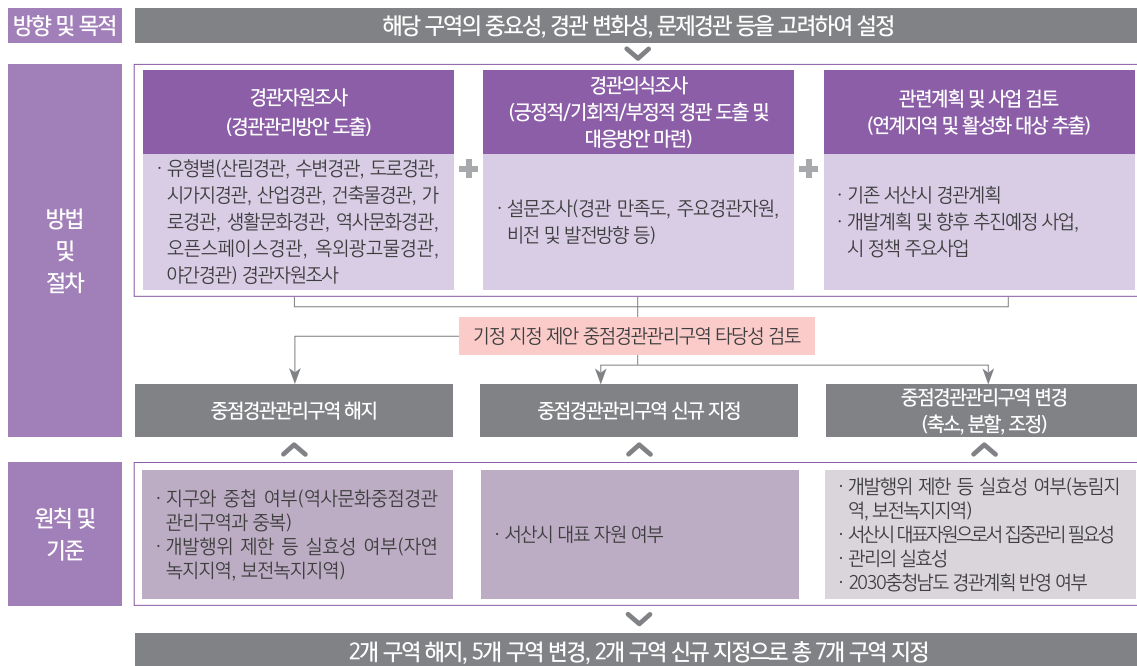 방향 및 목적
해당 구역의 중요성, 경관 변화성, 문제경관 등을 고려하여 설정
방법
및
절차
경관자원조사
(경관관리방안 도출)
· 유형별(산림경관, 수변경관, 도로경관,
시가지경관, 산업경관, 건축물경관, 가
로경관, 생활문화경관, 역사문화경관,
오픈스페이스경관, 옥외광고물경관,
야간경관) 경관자원조사
경관의식조사
(긍정적/기회적/부정적 경관 도출 및
대응방안 마련)
· 설문조사(경관 만족도, 주요경관자원,
비전 및 발전방향 등)
관련계획 및 사업 검토
(연계지역 및 활성화 대상 추출)
· 기존 서산시 경관계획
· 개발계획 및 향후 추진예정 사업,
시 정책 주요사업
기정 지정 제안 중점경관관리구역 타당성 검토
중점경관관리구역 해지
중점경관관리구역 신규 지정
중점경관관리구역 변경
(축소, 분할, 조정)
원칙 및
기준
· 지구와 중첩 여부(역사문화중점경관
관리구역과 중복)
· 개발행위 제한 등 실효성 여부(자연
녹지지역, 보전녹지지역)
· 서산시 대표 자원 여부
· 개발행위 제한 등 실효성 여부(농림지
역, 보전녹지지역)
· 서산시 대표자원으로서 집중관리 필요성
· 관리의 실효성
· 2030충청남도 경관계획 반영 여부
2개 구역 해지, 5개 구역 변경, 2개 구역 신규 지정으로 총 7개 구역 지정